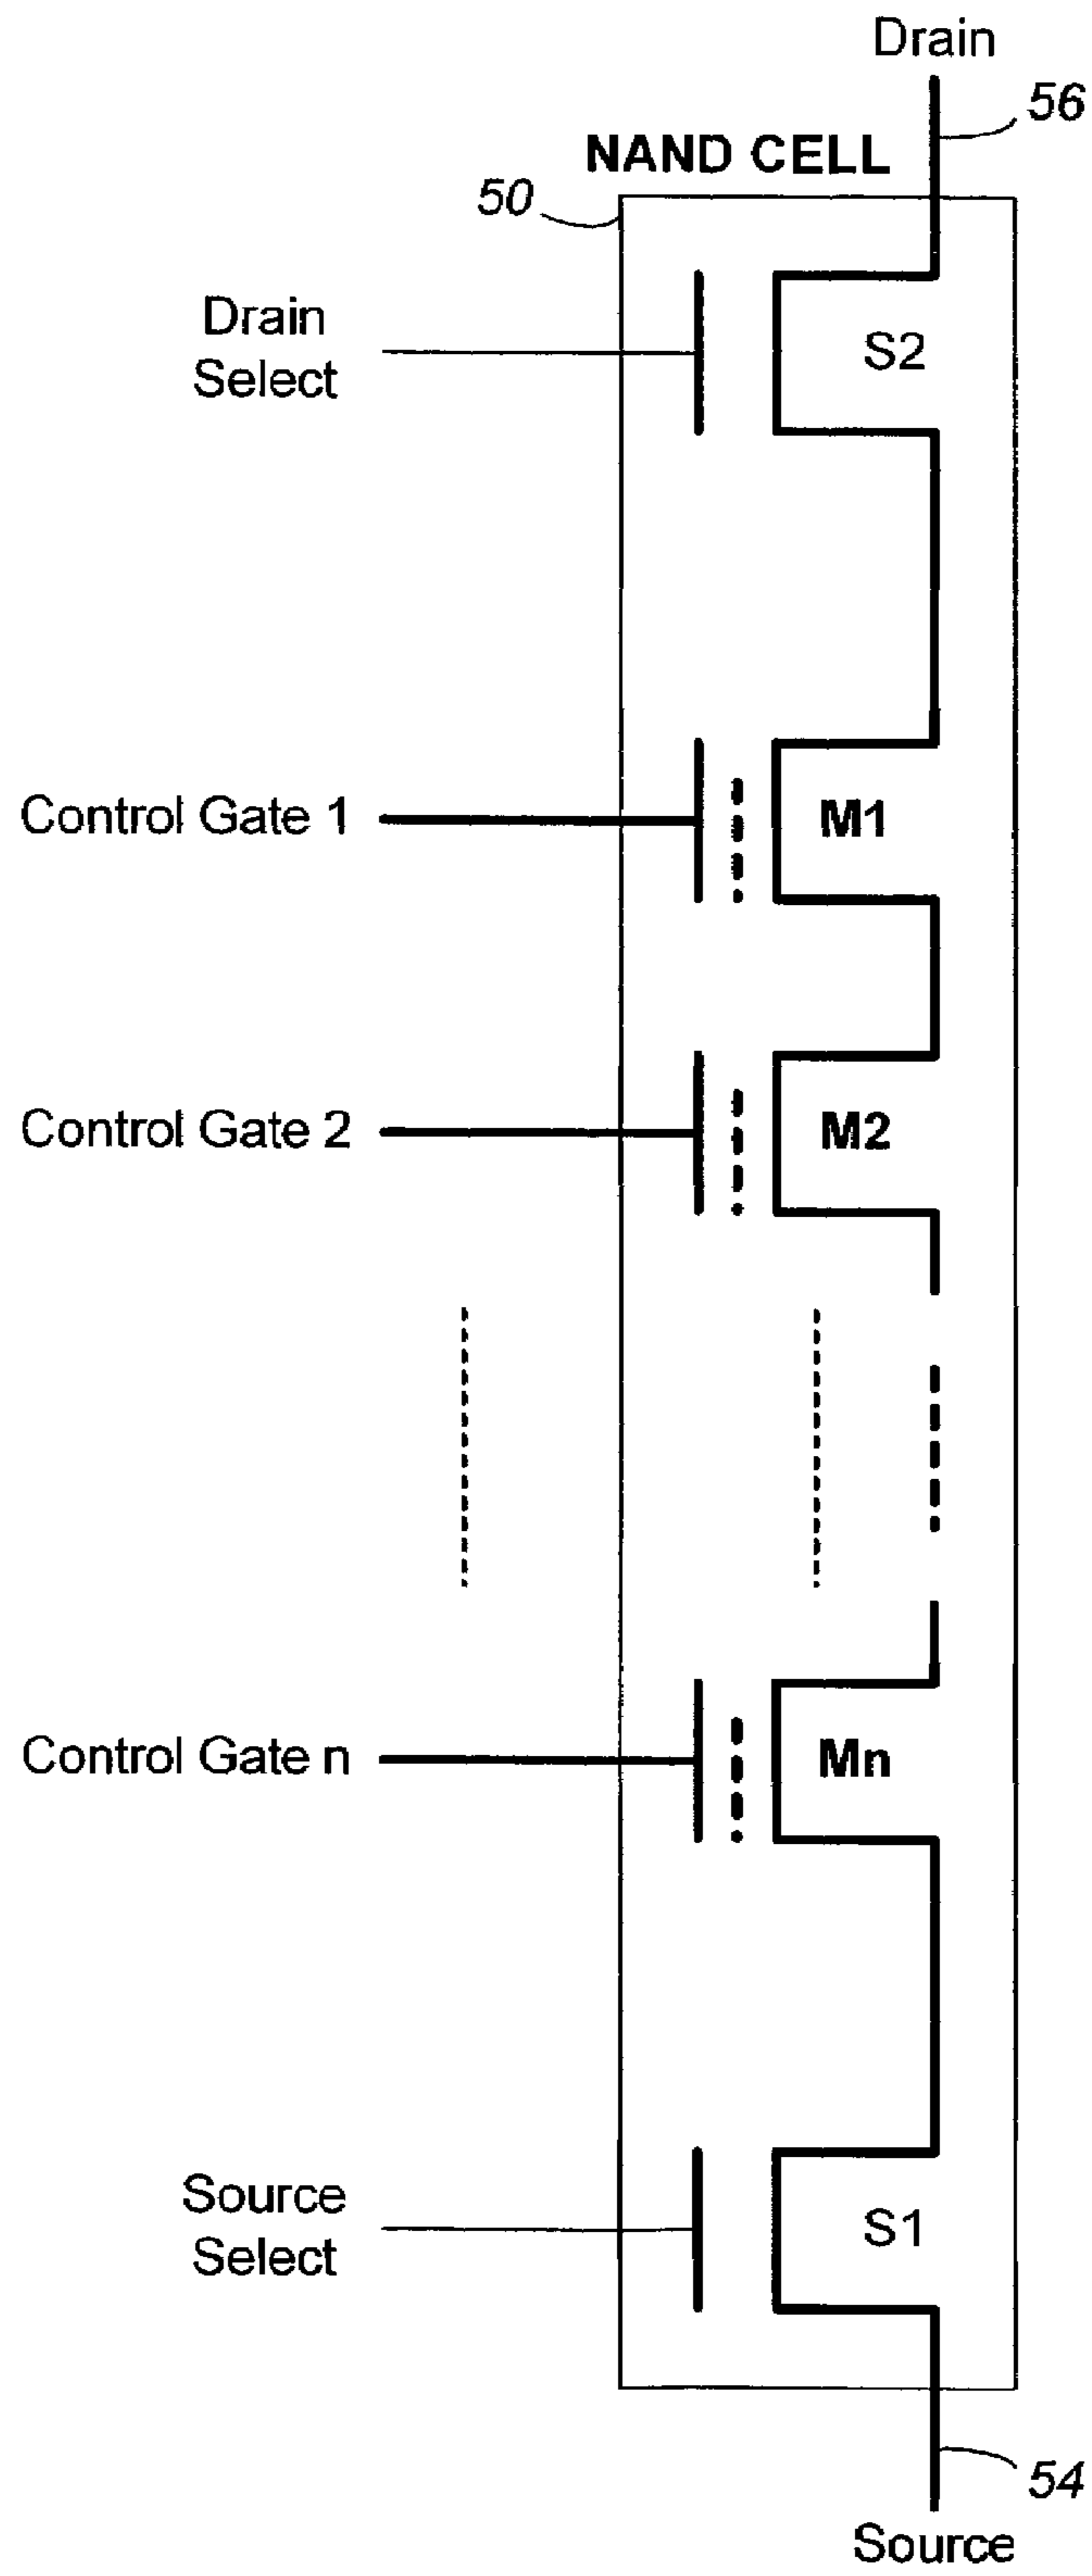 Drain
56
NAND CELL
50
Drain
Select
S2
Control Gate 1
M1
Control Gate 2
M2
Control Gate n
Mn
Source
Select
S1
54
Source